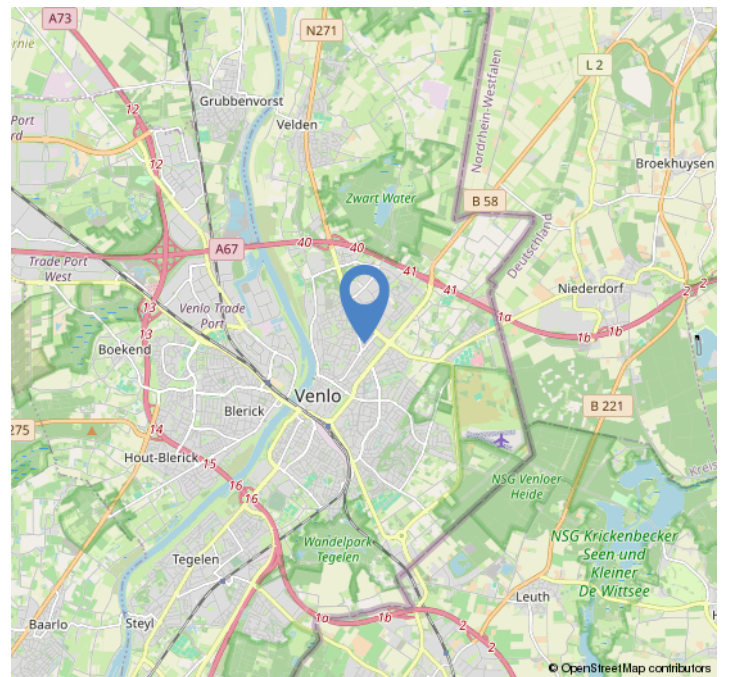 A73
N271
L 2
Grubbenvorst
Nordrhein-Westfalen
12
Port
Velden
12
Broekhuysen
Zwart Water
B 58
Deutschland
A67
40
40
Trade Port
West
41
41
Niederdorf
2
2
13
Venlo Trade
Port
1a
13
1b
1b
Boekend
Venlo
Blerick
B 221
275
14
Hout-Blerick
15
16
16
NSG Venloer
Heide
Kreis
Wandelpark
Tegelen
NSG Krickenbecker
Seen und
Kleiner
De Wittsee
Tegelen
Leuth
Baarlo
Steyl
1a
1b
2
2
© OpenStreetMap contributors